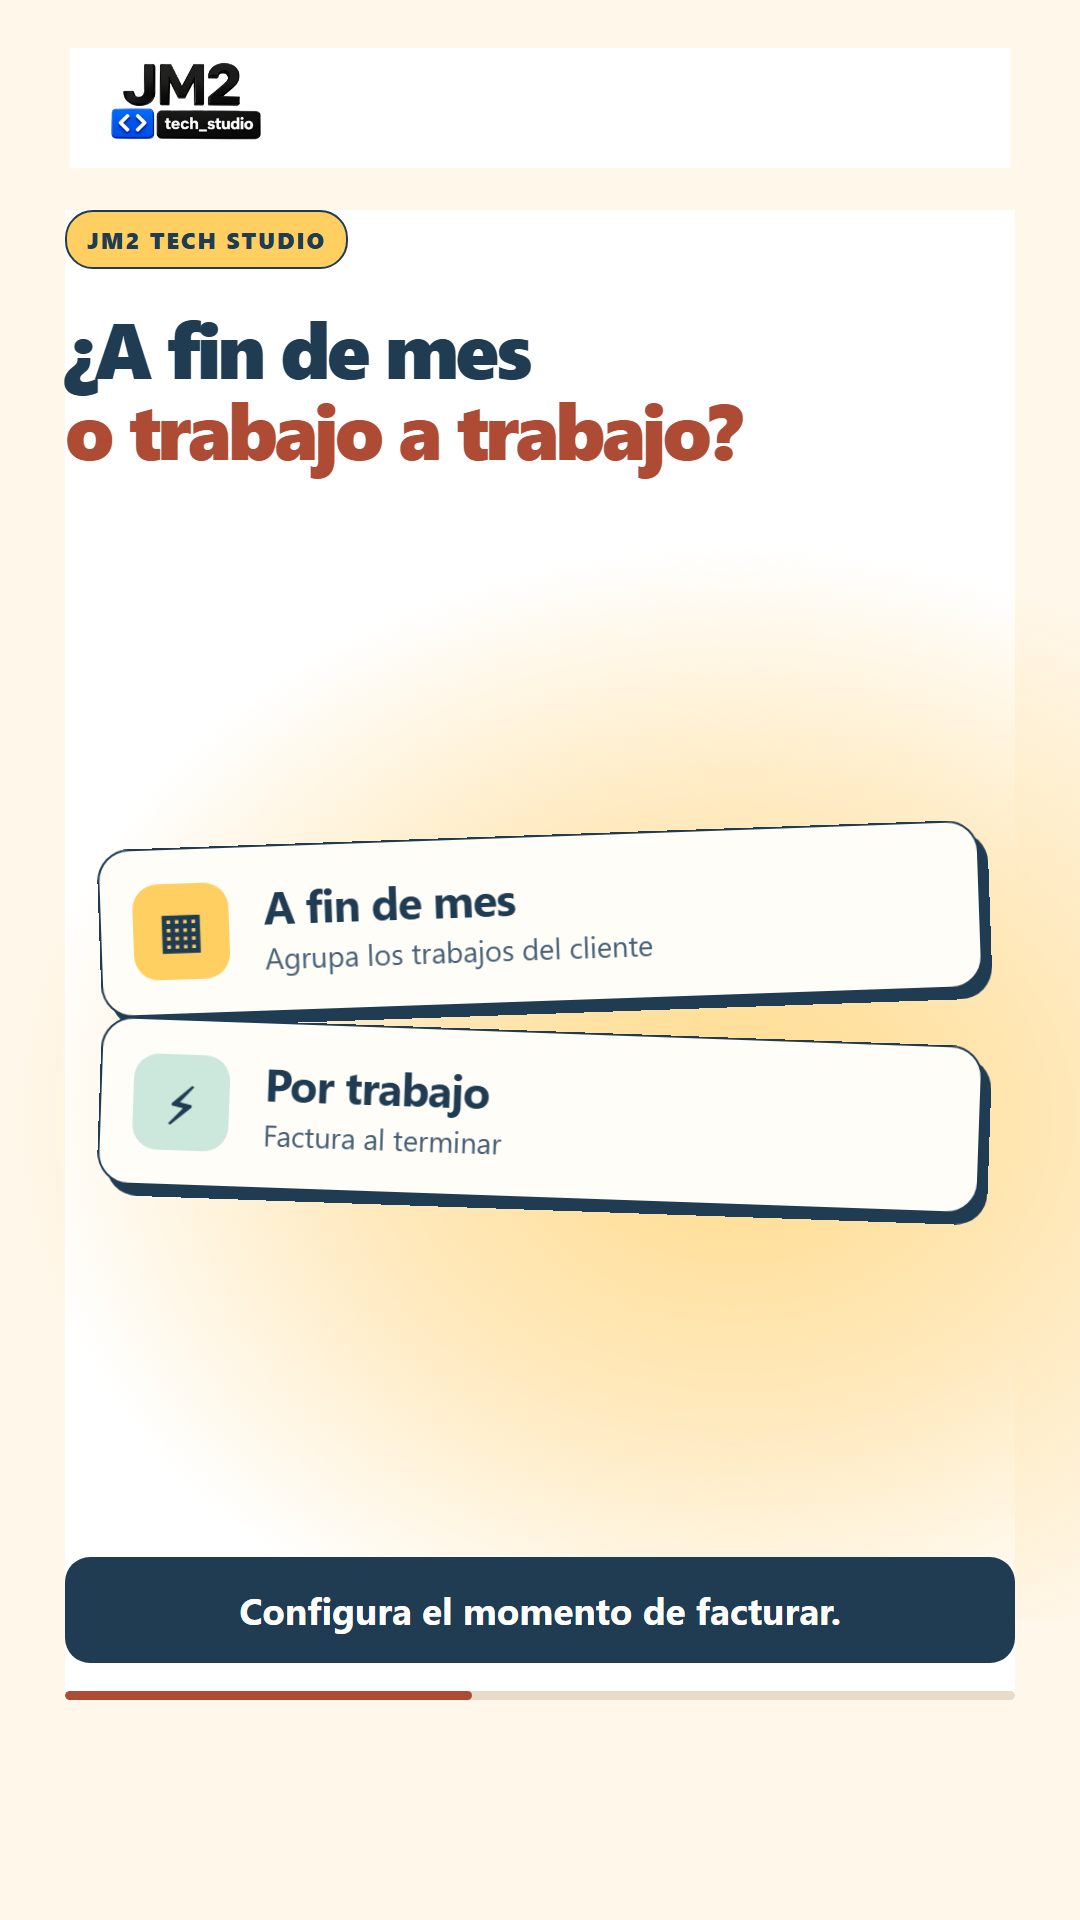 JM2
tech_studio
JM2 TECH STUDIO
¿A fin de mes
o trabajo a trabajo?
A fin de mes
Agrupa los trabajos del cliente
Por trabajo
Factura al terminar
Configura el momento de facturar.